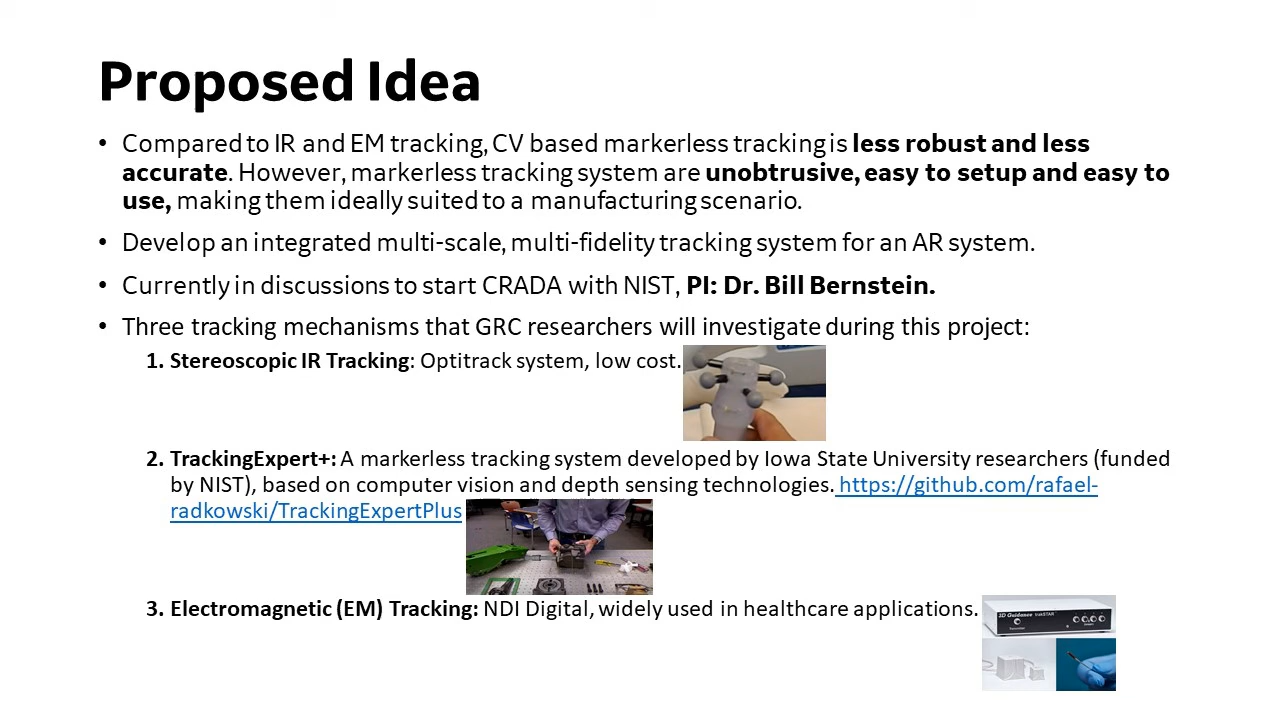 Proposed Idea
• Compared to IR and EM tracking, CV based markerless tracking is less robust and less
accurate. However, markerless tracking system are unobtrusive, easy to setup and easy to
use, making them ideally suited to a manufacturing scenario.
• Develop an integrated multi-scale, multi-fidelity tracking system for an AR system.
• Currently in discussions to start CRADA with NIST, PI: Dr. Bill Bernstein.
• Three tracking mechanisms that GRC researchers will investigate during this project:
1. Stereoscopic IR Tracking: Optitrack system, low cost.
2. TrackingExpert+: A markerless tracking system developed by Iowa State University researchers (funded
by NIST), based on computer vision and depth sensing technologies. https://github.com/rafael-
radkowski/TrackingExpertPlus
3. Electromagnetic (EM) Tracking: NDI Digital, widely used in healthcare applications.
3D Guidance trakSTAR